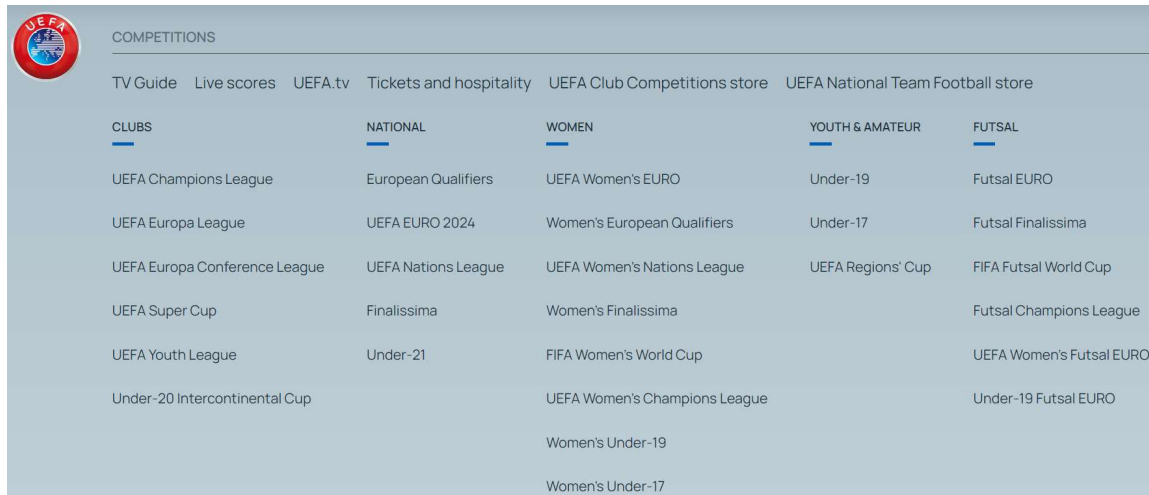 UEFA
COMPETITIONS
TV Guide Live scores UEFA.tv Tickets and hospitality UEFA Club Competitions store UEFA National Team Football store
CLUBS
UEFA Champions League
UEFA Europa League
UEFA Europa Conference League
UEFA Super Cup
UEFA Youth League
Under-20 Intercontinental Cup
NATIONAL
European Qualifiers
UEFA EURO 2024
UEFA Nations League
Finalissima
Under-21
WOMEN
UEFA Women's EURO
Women's European Qualifiers
UEFA Women's Nations League
Women's Finalissima
FIFA Women's World Cup
UEFA Women's Champions League
Women's Under-19
Women's Under-17
YOUTH & AMATEUR
Under-19
Under-17
UEFA Regions' Cup
FUTSAL
Futsal EURO
Futsal Finalissima
FIFA Futsal World Cup
Futsal Champions League
UEFA Women's Futsal EURO
Under-19 Futsal EURO